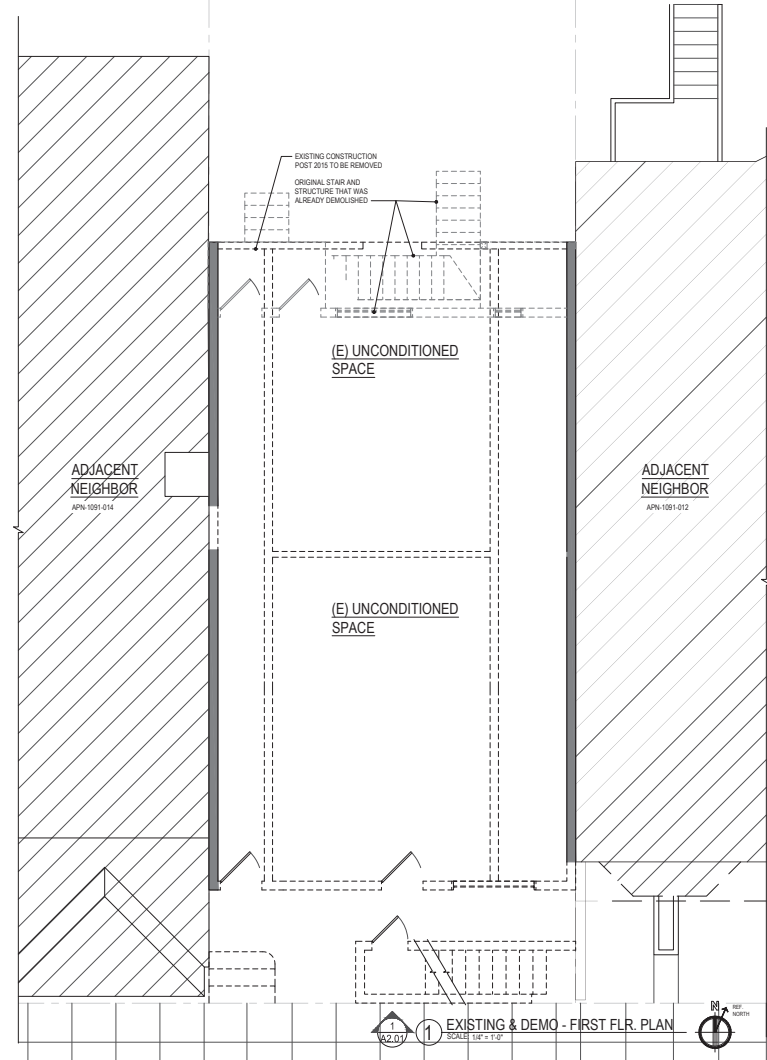 EXISTING CONSTRUCTION
POST 2015 TO BE REMOVED
ORIGINAL STAIR AND
STRUCTURE THAT WAS
ALREADY DEMOLISHED
(E) UNCONDITIONED
SPACE
ADJACENT
NEIGHBOR
APN-1091-014
ADJACENT
NEIGHBOR
APN-1091-012
(E) UNCONDITIONED
SPACE
1
A2.01
1
EXISTING & DEMO - FIRST FLR. PLAN
SCALE: 1/4" = 1'-0"
N
REF.
NORTH